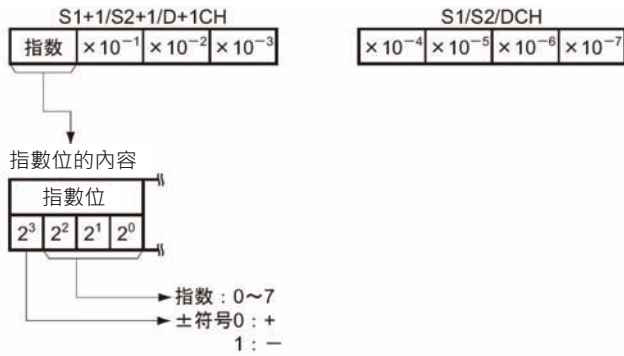 S1+1/S2+1/D+1CH S1/S2/DCH
指数 ×10⁻¹ ×10⁻² ×10⁻³ ×10⁻⁴ ×10⁻⁵ ×10⁻⁶ ×10⁻⁷
指數位的內容
指數位
2³ 2² 2¹ 2⁰
指数：0～7
±符号0：+
1：－